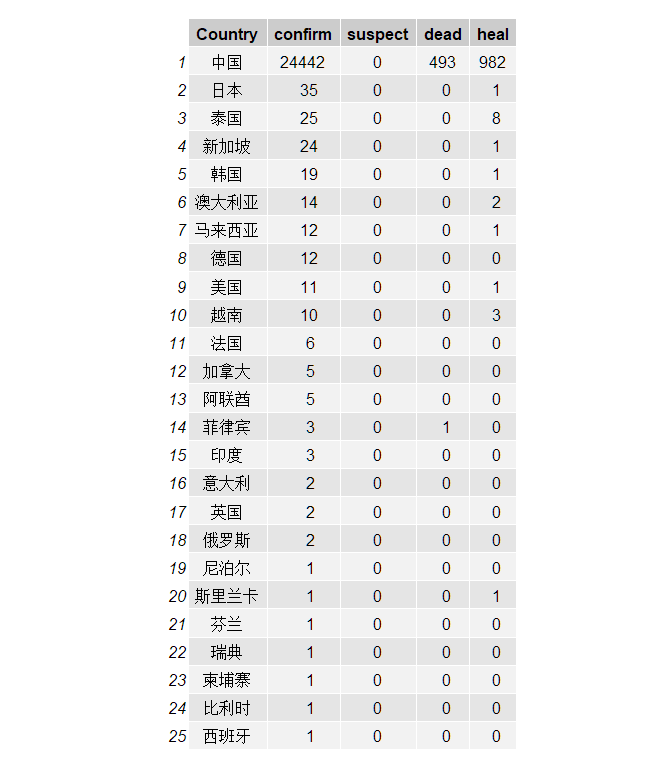 Country confirm suspect dead heal
1 中国 24442 0 493 982
2 日本 35 0 0 1
3 泰国 25 0 0 8
4 新加坡 24 0 0 1
5 韩国 19 0 0 1
6 澳大利亚 14 0 0 2
7 马来西亚 12 0 0 1
8 德国 12 0 0 0
9 美国 11 0 0 1
10 越南 10 0 0 3
11 法国 6 0 0 0
12 加拿大 5 0 0 0
13 阿联酋 5 0 0 0
14 菲律宾 3 0 1 0
15 印度 3 0 0 0
16 意大利 2 0 0 0
17 英国 2 0 0 0
18 俄罗斯 2 0 0 0
19 尼泊尔 1 0 0 0
20 斯里兰卡 1 0 0 1
21 芬兰 1 0 0 0
22 瑞典 1 0 0 0
23 柬埔寨 1 0 0 0
24 比利时 1 0 0 0
25 西班牙 1 0 0 0